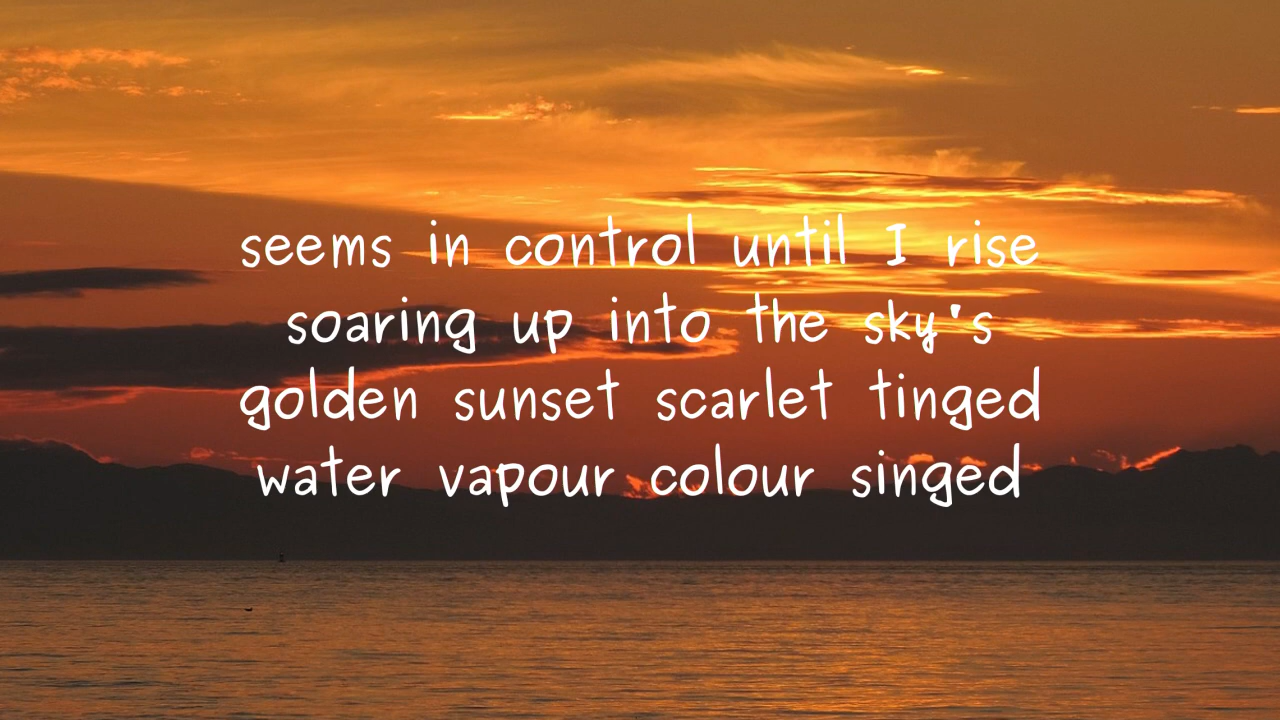 seems in control until I rise
soaring up into the sky's
golden sunset scarlet tinged
water vapour colour singed